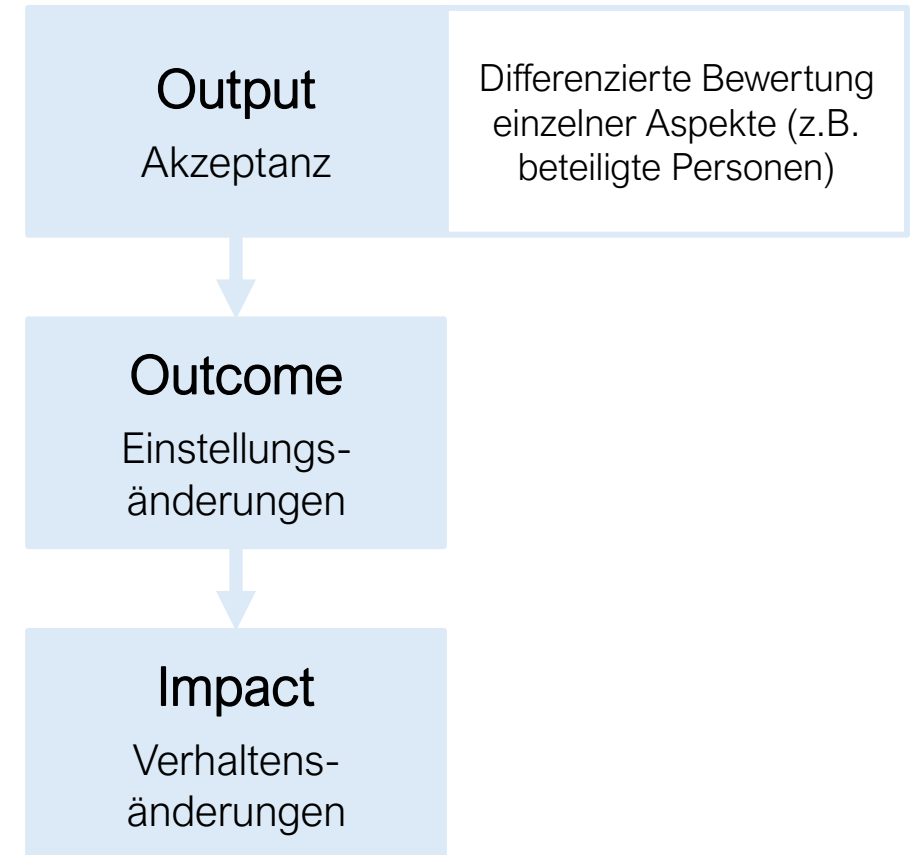 Output
Akzeptanz
Differenzierte Bewertung
einzelner Aspekte (z.B.
beteiligte Personen)
Outcome
Einstellungs-
änderungen
Impact
Verhaltens-
änderungen